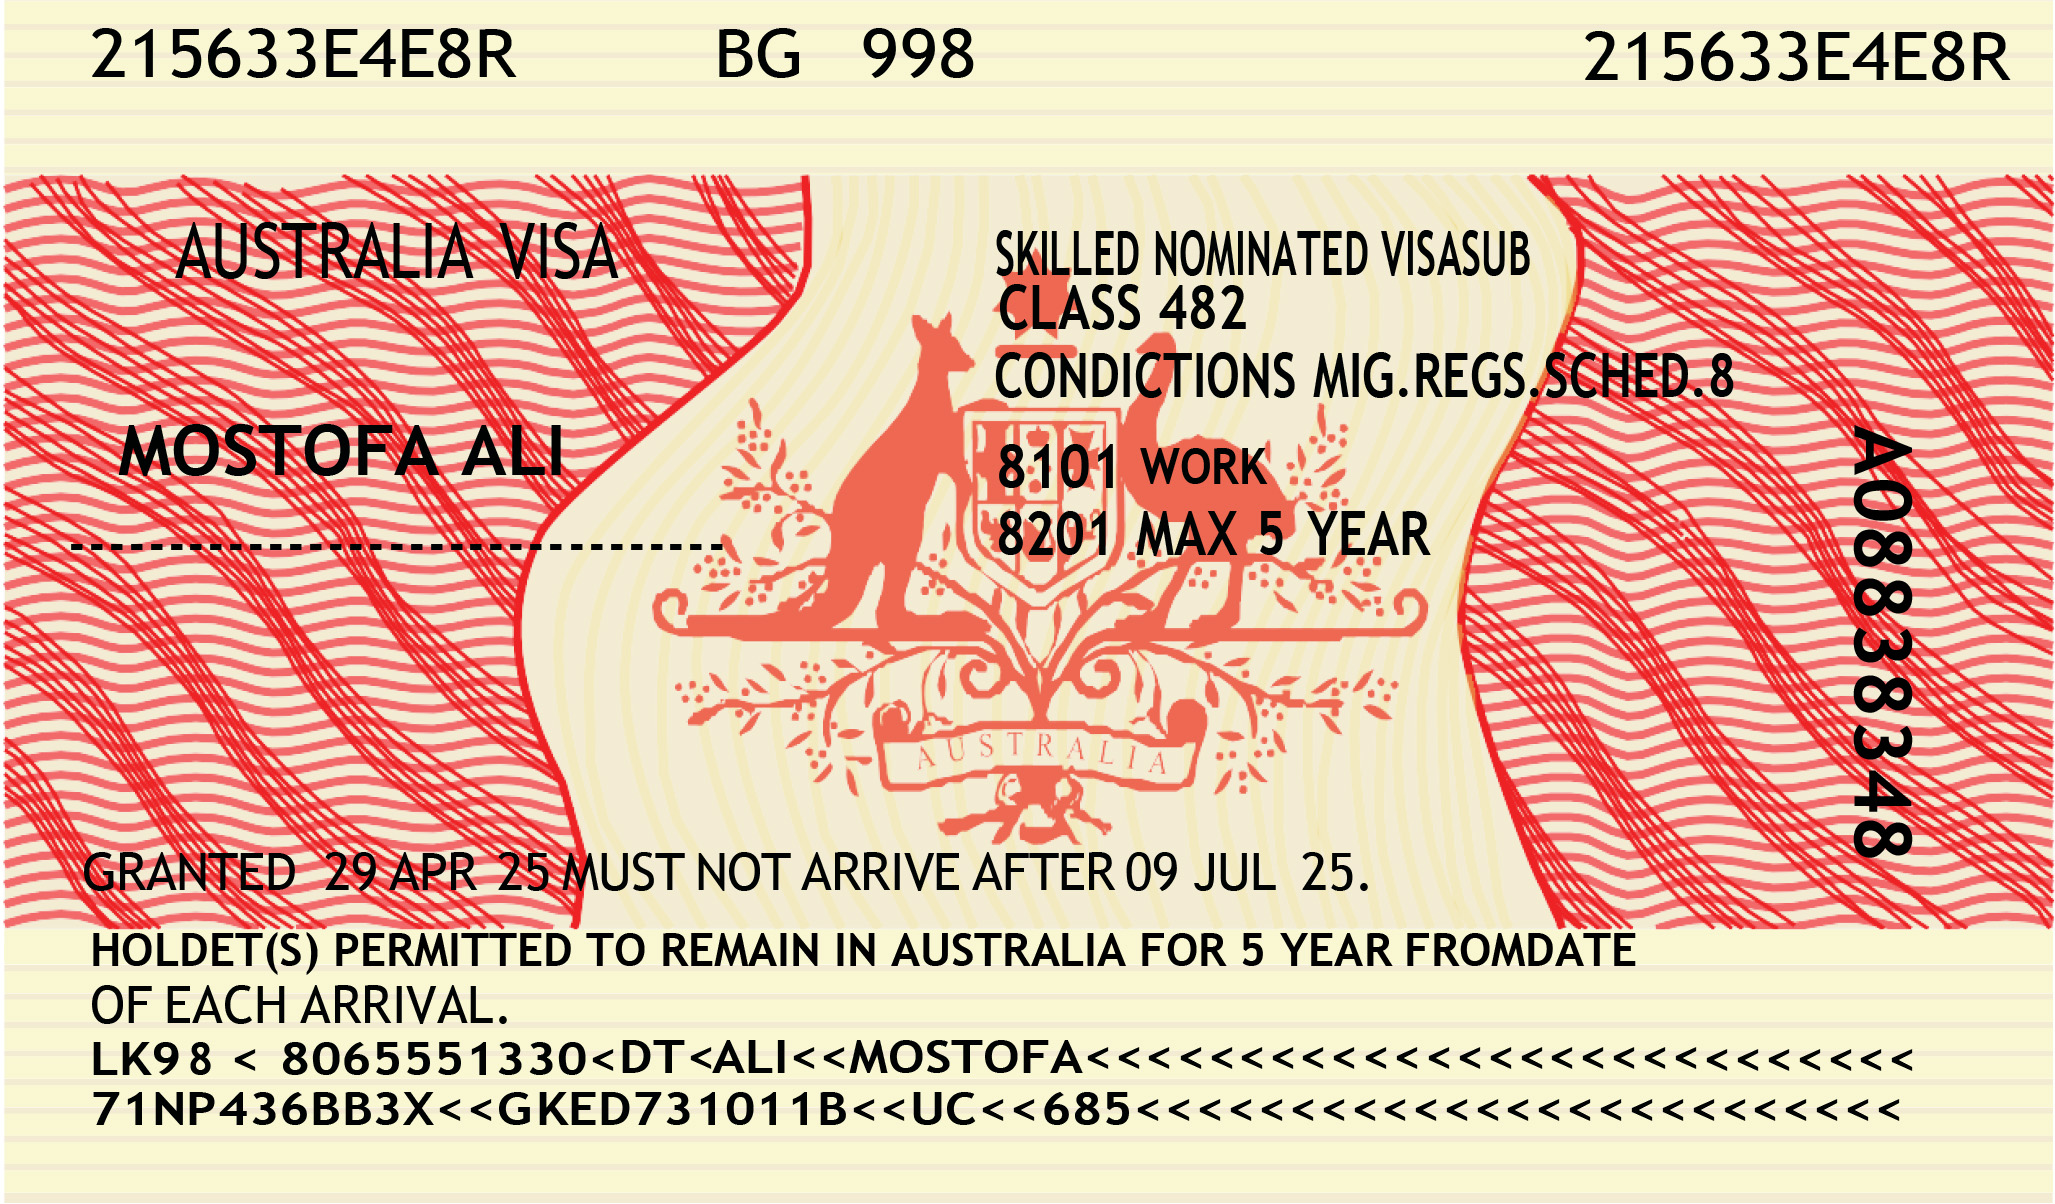 215633E4E8R BG 998 215633E4E8R
AUSTRALIA VISA
MOSTOFA ALI
--------------------------------
SKILLED NOMINATED VISASUB
CLASS 482
CONDICTIONS MIG.REGS.SCHED.8
8101 WORK
8201 MAX 5 YEAR
A08838348
AUSTRALIA
GRANTED 29 APR 25 MUST NOT ARRIVE AFTER 09 JUL 25.
HOLDET(S) PERMITTED TO REMAIN IN AUSTRALIA FOR 5 YEAR FROMDATE
OF EACH ARRIVAL.
LK98 < 8065551330<DT<ALI<<MOSTOFA<<<<<<<<<<<<<<<<<<<<<<<<<<<
71NP436BB3X<<GKED731011B<<UC<<685<<<<<<<<<<<<<<<<<<<<<<<<<